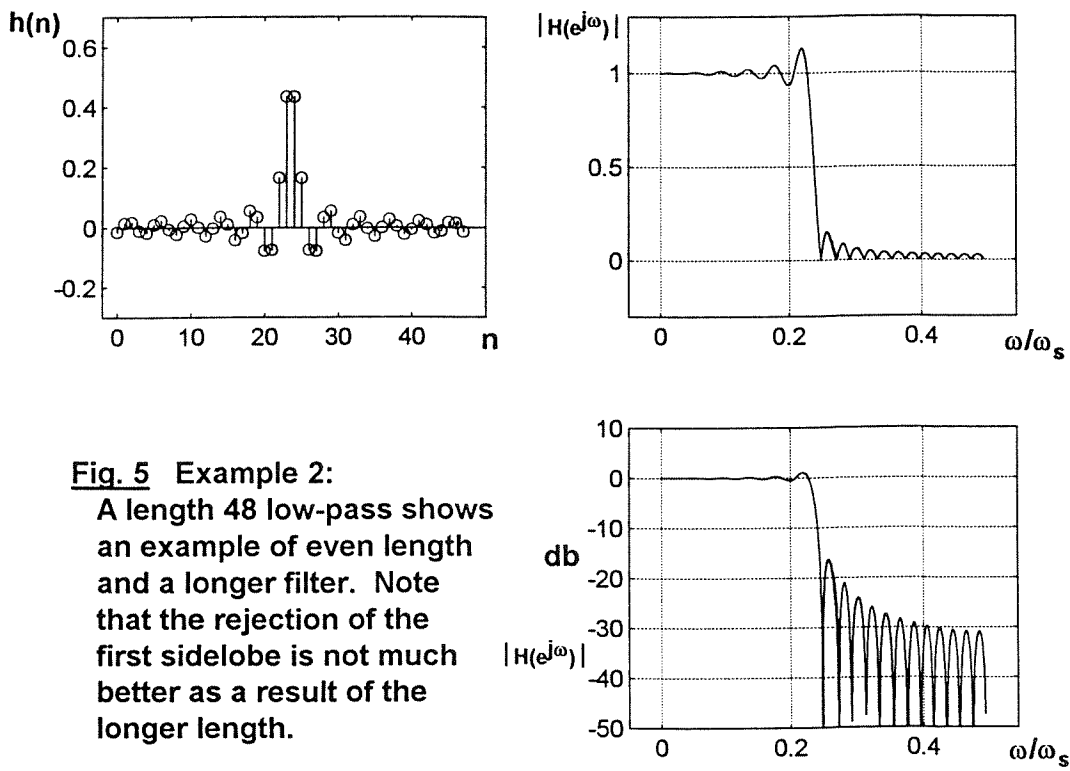 h(n)
0.6
0.4
0.2
0
-0.2
0 10 20 30 40 n
|H(e^jω)|
1
0.5
0
0 0.2 0.4 ω/ω_s
Fig. 5 Example 2:
A length 48 low-pass shows
an example of even length
and a longer filter. Note
that the rejection of the
first sidelobe is not much
better as a result of the
longer length.
db
|H(e^jω)|
10
0
-10
-20
-30
-40
-50
0 0.2 0.4 ω/ω_s